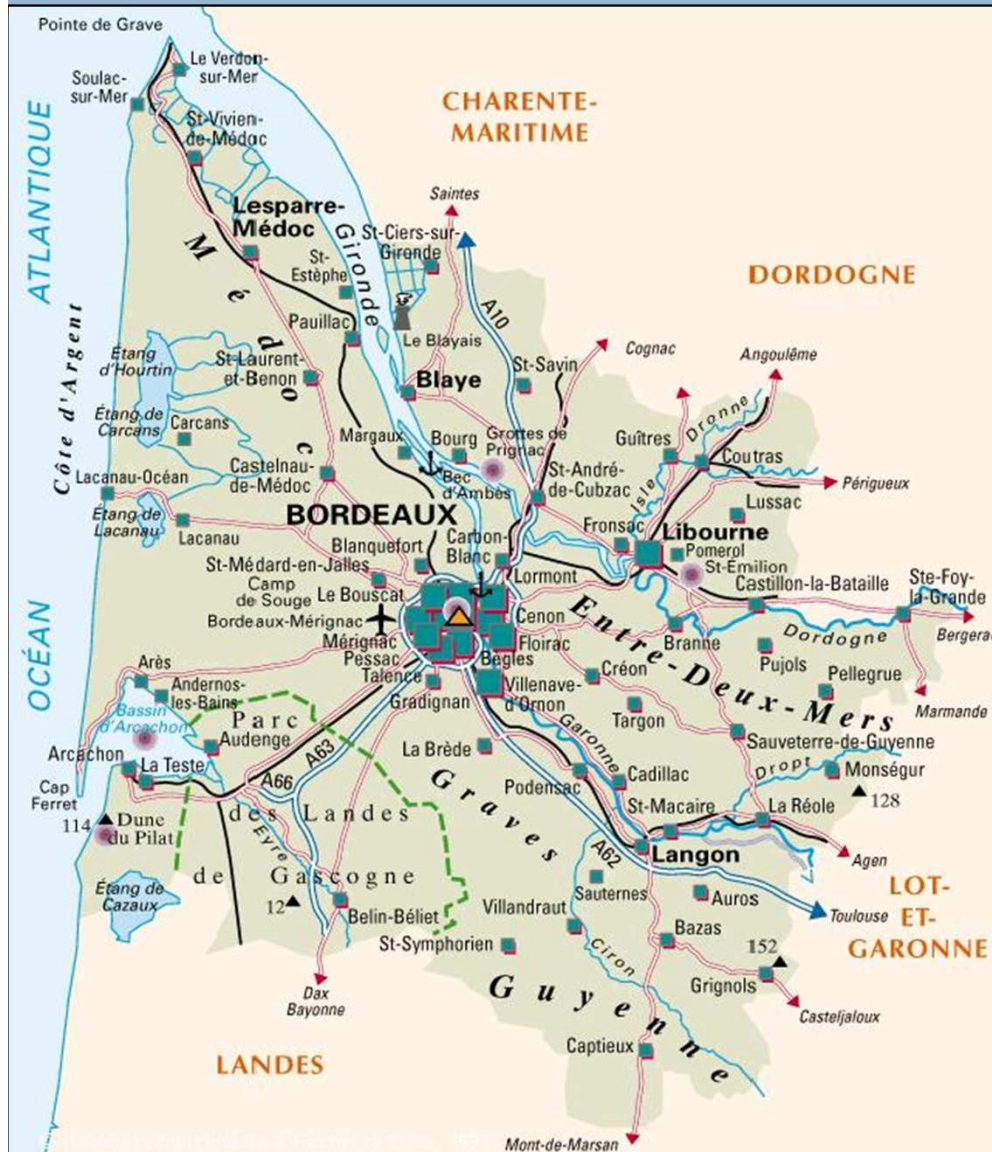 Pointe de Grave
Le Verdon-
sur-Mer
Soulac-
sur-Mer
ATLANTIQUE
CHARENTE-
MARITIME
St-Vivien-
de-Médoc
Saintes
Lesparre-
Médoc
Médoc
Gironde
St-Ciers-sur-
Gironde
St-
Estèphe
DORDOGNE
A10
Pauillac
Le Blayais
Côte d'Argent
Étang
d'Hourtin
St-Laurent-
et-Benon
Blaye
St-Savin
Cognac
Angoulême
Étang de
Carcans
Carcans
Margaux
Bourg
Grottes de
Prignac
Guîtres
Dronne
Coutras
Lacanau-Océan
Castelnau-
de-Médoc
Bec
d'Ambès
St-André-
de-Cubzac
Isle
Périgueux
Étang de
Lacanau
Lacanau
BORDEAUX
Lussac
Fronsac
Libourne
Blanquefort
Carbon-
Blanc
Pomerol
St-Émilion
St-Médard-en-Jalles
Lormont
Castillon-la-Bataille
Ste-Foy-
la-Grande
Camp
de Souge
Le Bouscat
Bordeaux-Mérignac
Cenon
Entre-Deux-Mers
Dordogne
Bergerac
Mérignac
Floirac
Branne
OCÉAN
Pessac
Bègles
Créon
Pujols
Arès
Talence
Villenave-
d'Ornon
Pellegrue
Andernos-
les-Bains
Gradignan
Targon
Marmande
Bassin
d'Arcachon
Parc
Audenge
A63
La Brède
Garonne
Sauveterre-de-Guyenne
Arcachon
La Teste
A66
Graves
Podensac
Cadillac
Dropt
Monségur
Cap
Ferret
128
St-Macaire
La Réole
114
Dune
du Pilat
des Landes
Eyre
A62
Langon
Agen
Étang de
Cazaux
de Gascogne
Sauternes
LOT-
ET-
GARONNE
12
Belin-Béliet
Villandraut
Auros
Toulouse
St-Symphorien
Ciron
Bazas
152
Guyenne
Grignols
Dax
Bayonne
Casteljaloux
LANDES
Captieux
Mont-de-Marsan